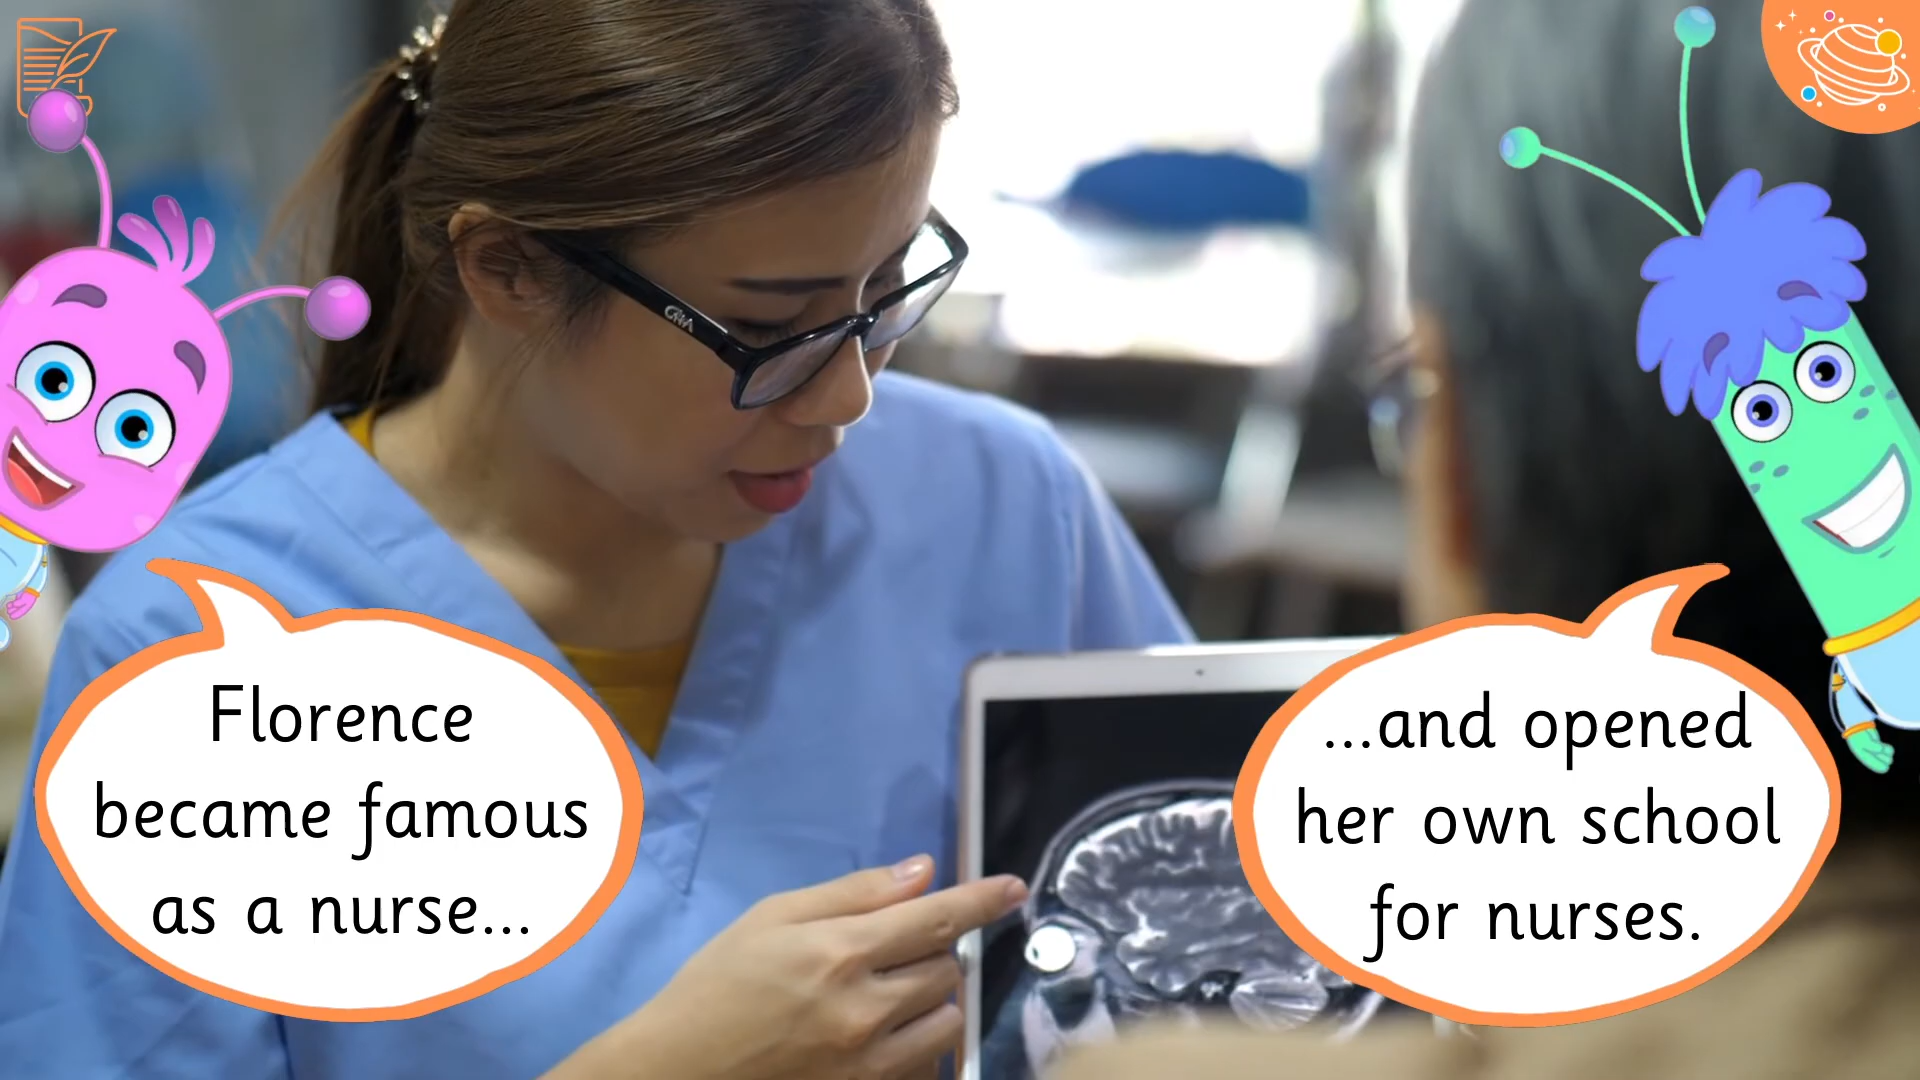 Florence
became famous
as a nurse...
...and opened
her own school
for nurses.